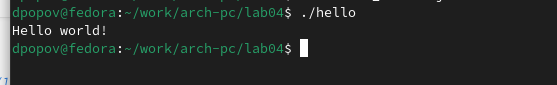 dpopov@fedora:~/work/arch-pc/lab04$ ./hello
Hello world!
dpopov@fedora:~/work/arch-pc/lab04$